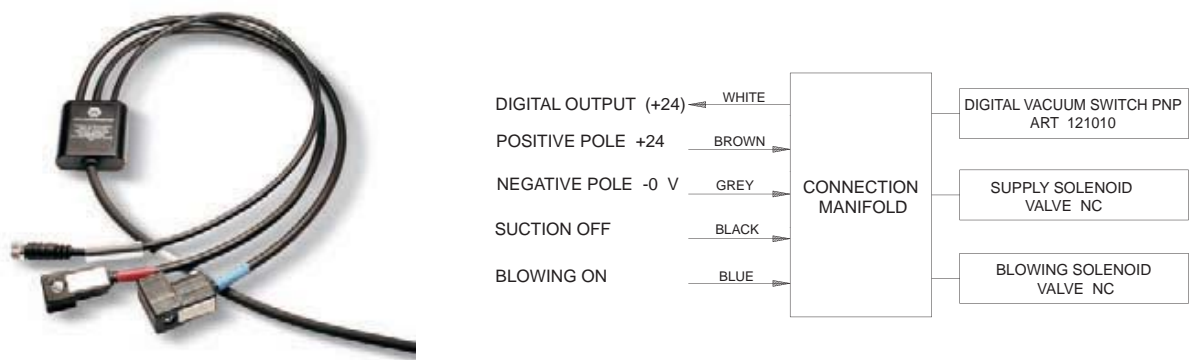 DIGITAL OUTPUT (+24)
WHITE
POSITIVE POLE +24
BROWN
NEGATIVE POLE -0 V
GREY
SUCTION OFF
BLACK
BLOWING ON
BLUE
CONNECTION
MANIFOLD
DIGITAL VACUUM SWITCH PNP
ART 121010
SUPPLY SOLENOID
VALVE NC
BLOWING SOLENOID
VALVE NC